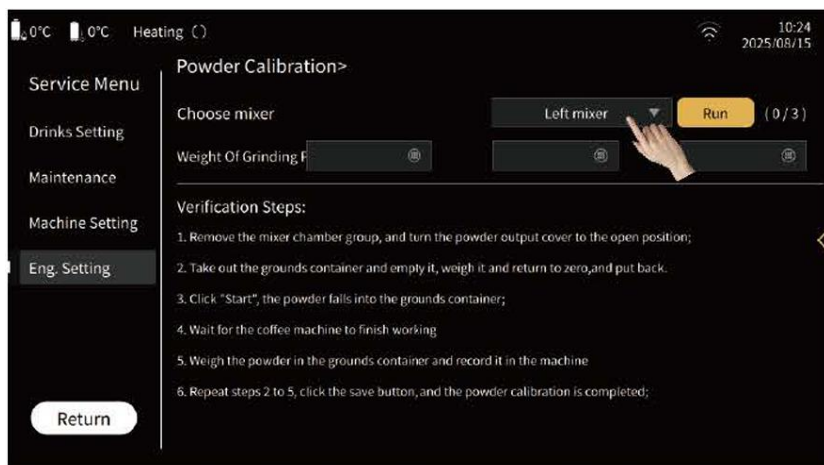 0°C 0°C Heating ()
10:24
2025/08/15
Service Menu
Drinks Setting
Maintenance
Machine Setting
Eng. Setting
Return
Powder Calibration>
Choose mixer Left mixer Run (0/3)
Weight Of Grinding P
Verification Steps:
1. Remove the mixer chamber group, and turn the powder output cover to the open position;
2. Take out the grounds container and emply it, weigh it and return to zero,and put back.
3. Click "Start", the powder falls into the grounds container;
4. Wait for the coffee machine to finish working
5. Weigh the powder in the grounds container and record it in the machine
6. Repeat steps 2 to 5, click the save button, and the powder calibration is completed;